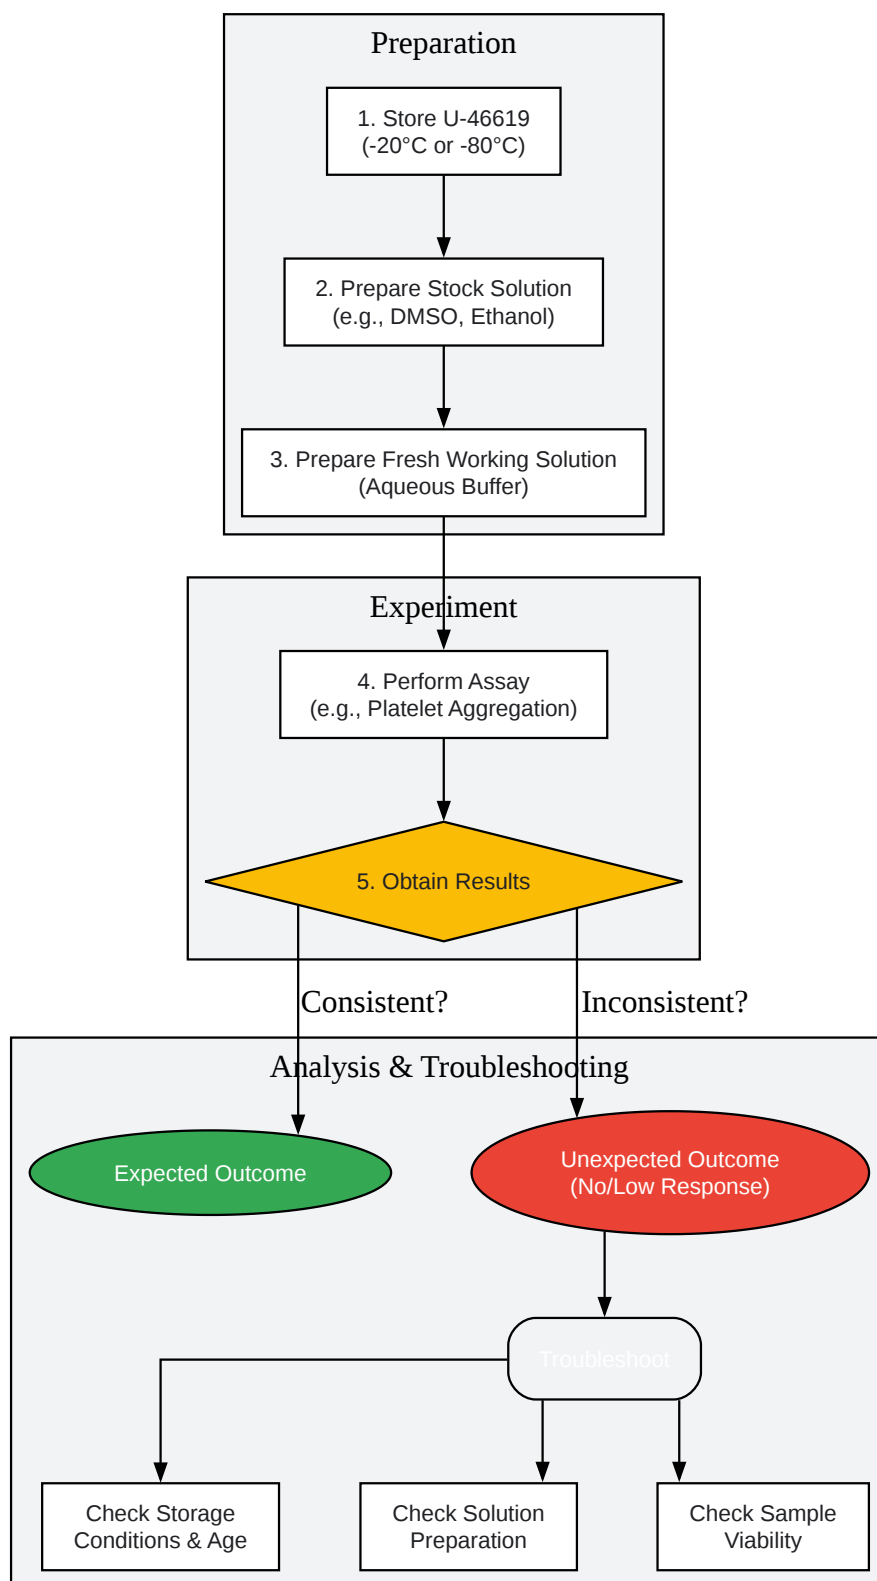 Preparation
1. Store U-46619
(-20°C or -80°C)
2. Prepare Stock Solution
(e.g., DMSO, Ethanol)
3. Prepare Fresh Working Solution
(Aqueous Buffer)
Experiment
4. Perform Assay
(e.g., Platelet Aggregation)
5. Obtain Results
Consistent?
Inconsistent?
Analysis & Troubleshooting
Expected Outcome
Unexpected Outcome
(No/Low Response)
Troubleshoot
Check Storage
Conditions & Age
Check Solution
Preparation
Check Sample
Viability